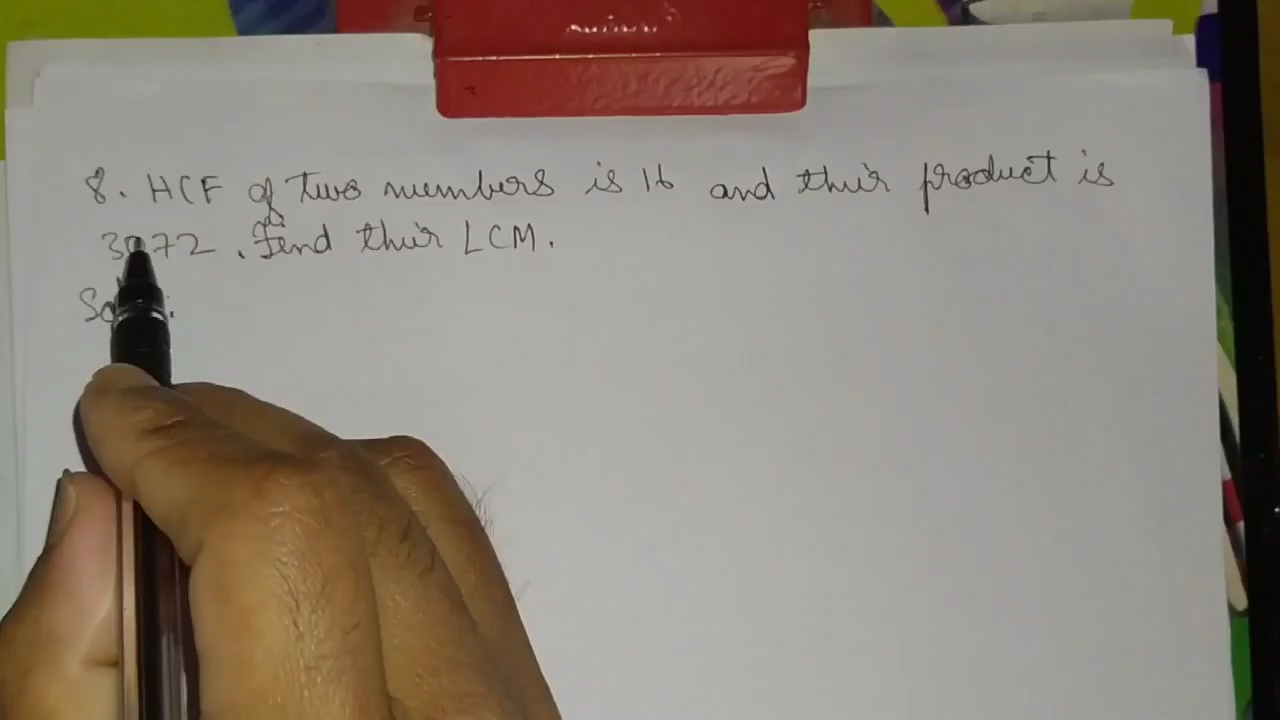 8. HCF of two numbers is 16 and their product is
3072. Find their LCM.